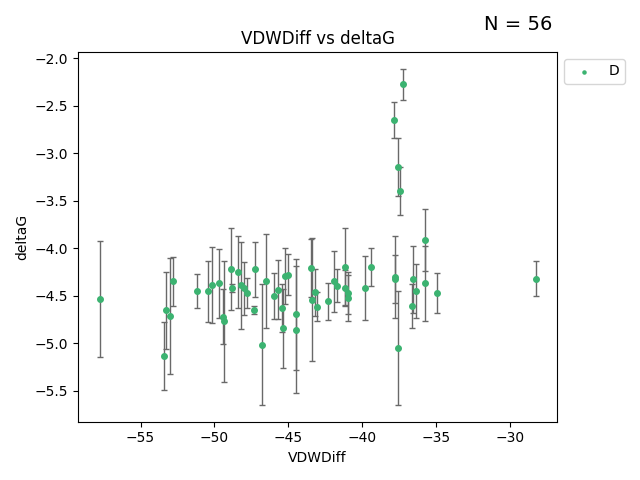 N = 56
VDWDiff vs deltaG
D
−2.0
−2.5
−3.0
−3.5
−4.0
−4.5
−5.0
−5.5
deltaG
−55 −50 −45 −40 −35 −30
VDWDiff